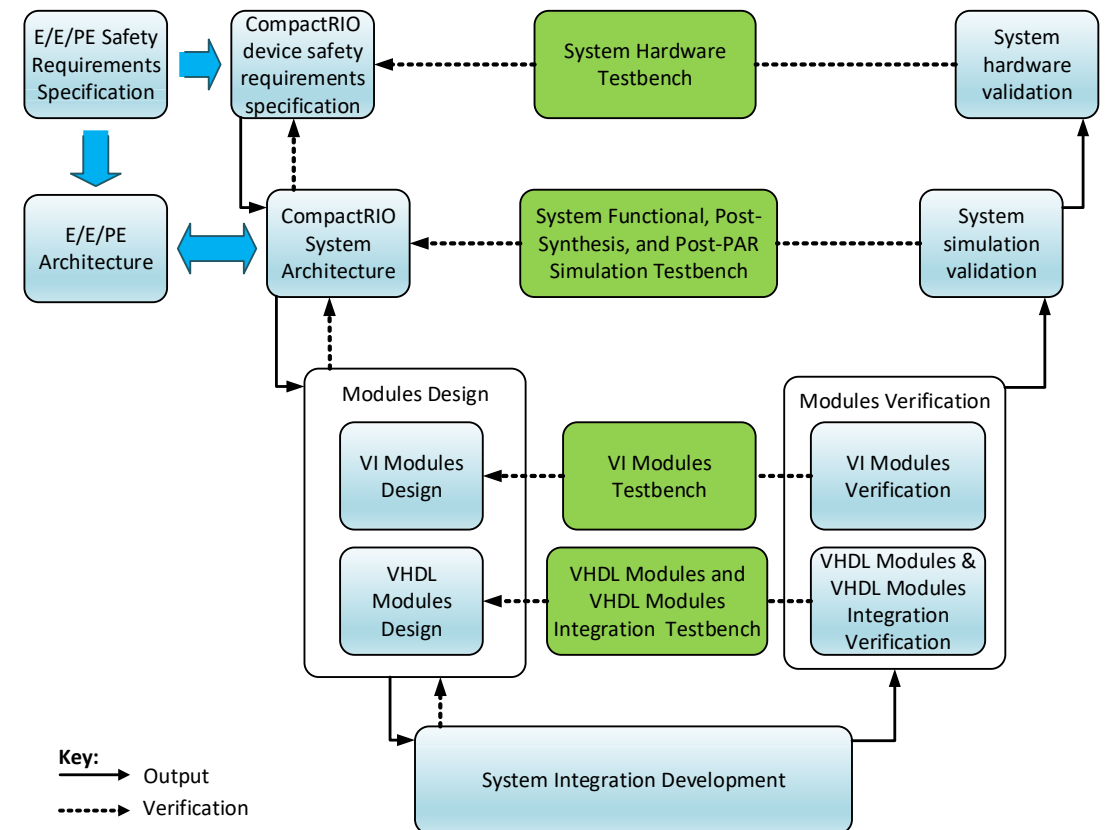 E/E/PE Safety
Requirements
Specification
CompactRIO
device safety
requirements
specification
System Hardware
Testbench
System
hardware
validation
E/E/PE
Architecture
CompactRIO
System
Architecture
System Functional, Post-
Synthesis, and Post-PAR
Simulation Testbench
System
simulation
validation
Modules Design
Modules Verification
VI Modules
Design
VI Modules
Testbench
VI Modules
Verification
VHDL
Modules
Design
VHDL Modules and
VHDL Modules
Integration Testbench
VHDL Modules &
VHDL Modules
Integration
Verification
System Integration Development
Key:
Output
Verification